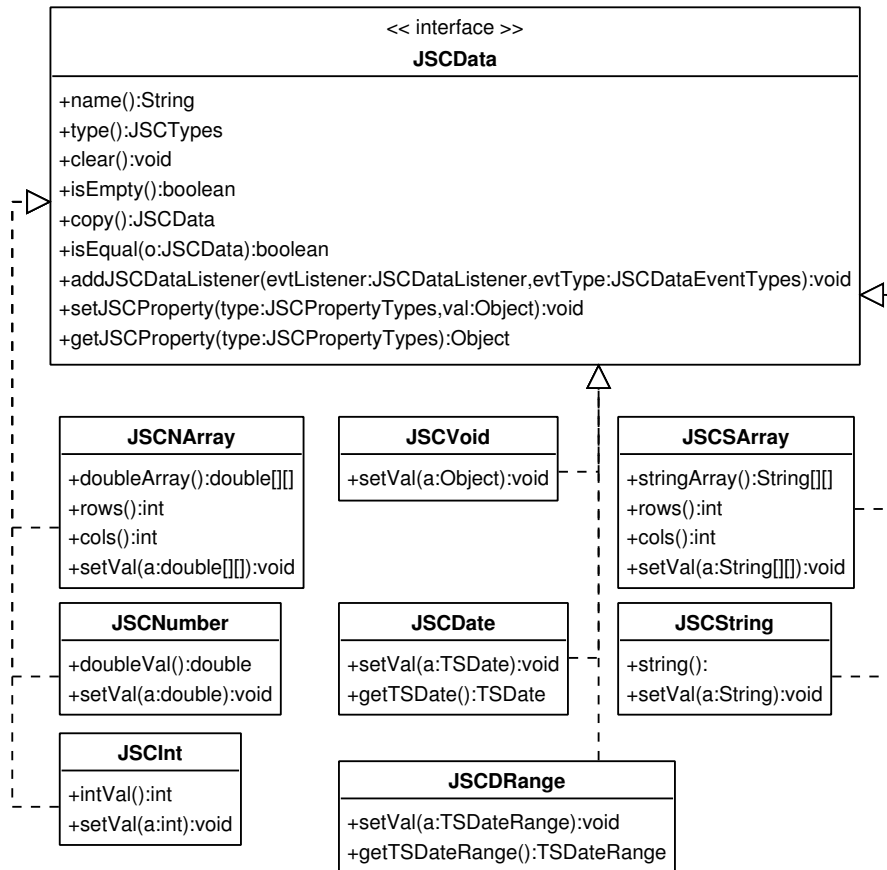 << interface >>
JSCData
+name():String
+type():JSCTypes
+clear():void
+isEmpty():boolean
+copy():JSCData
+isEqual(o:JSCData):boolean
+addJSCDataListener(evtListener:JSCDataListener,evtType:JSCDataEventTypes):void
+setJSCProperty(type:JSCPropertyTypes,val:Object):void
+getJSCProperty(type:JSCPropertyTypes):Object
JSCNArray
+doubleArray():double[][]
+rows():int
+cols():int
+setVal(a:double[][]):void
JSCVoid
+setVal(a:Object):void
JSCSArray
+stringArray():String[][]
+rows():int
+cols():int
+setVal(a:String[][]):void
JSCNumber
+doubleVal():double
+setVal(a:double):void
JSCDate
+setVal(a:TSDate):void
+getTSDate():TSDate
JSCString
+string():
+setVal(a:String):void
JSCInt
+intVal():int
+setVal(a:int):void
JSCDRange
+setVal(a:TSDateRange):void
+getTSDateRange():TSDateRange